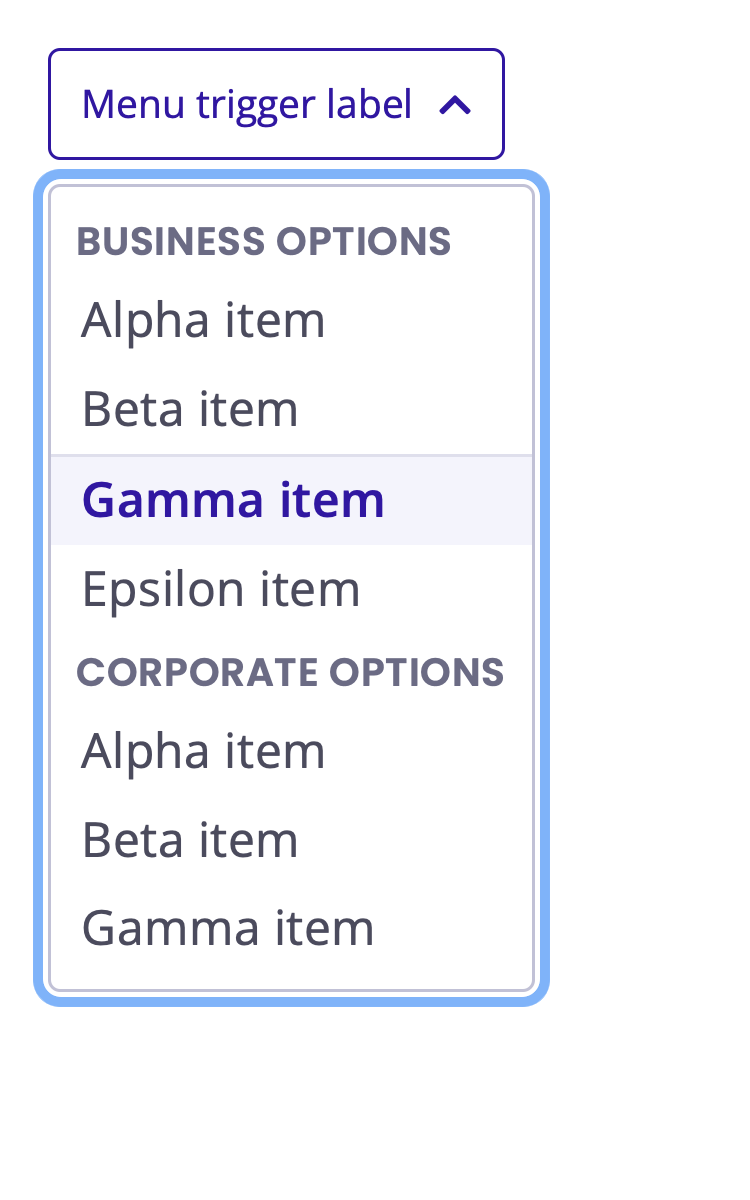 Menu trigger label
BUSINESS OPTIONS
Alpha item
Beta item
Gamma item
Epsilon item
CORPORATE OPTIONS
Alpha item
Beta item
Gamma item